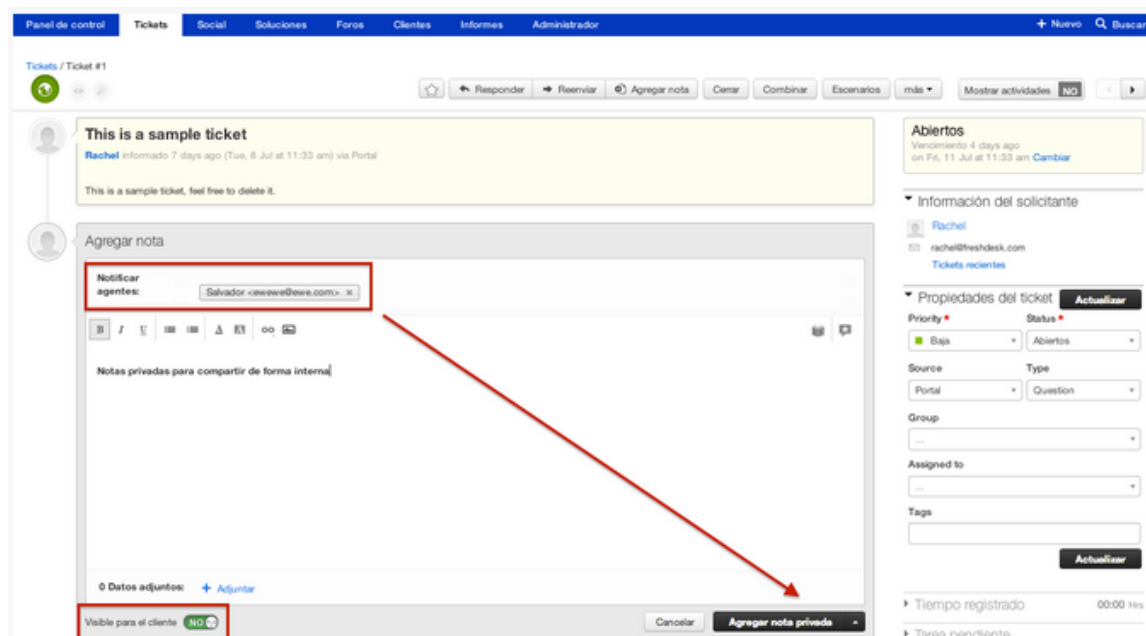 Panel de control Tickets Social Soluciones Foros Clientes Informes Administrador + Nuevo Buscar
Tickets / Ticket #1
Responder Reenviar Agregar nota Cerrar Combinar Escenarios más Mostrar actividades NO
This is a sample ticket
Rachel informado 7 days ago (Tue, 8 Jul at 11:33 am) via Portal
This is a sample ticket, feel free to delete it.
Abiertos
Vencimiento 4 days ago
on Fri, 11 Jul at 11:33 am Cambiar
Información del solicitante
Rachel
rachel@freshdesk.com
Tickets recientes
Agregar nota
Notificar
agentes: Salvador <ewewe@ewe.com> x
B I U A
Notas privadas para compartir de forma interna
0 Datos adjuntos: + Adjuntar
Visible para el cliente NO
Cancelar Agregar nota privada
Propiedades del ticket Actualizar
Priority * Status *
Baja Abiertos
Source Type
Portal Question
Group
...
Assigned to
...
Tags
Actualizar
Tiempo registrado 00:00 Hrs
Tarea pendiente